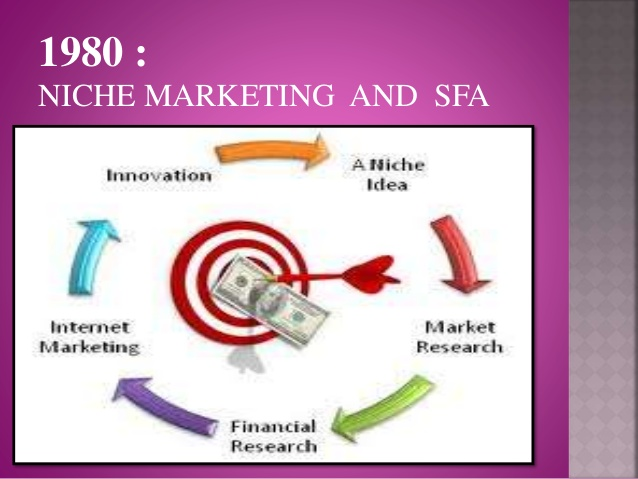 1980 :
NICHE MARKETING AND SFA
Innovation
A Niche
Idea
Market
Research
Financial
Research
Internet
Marketing